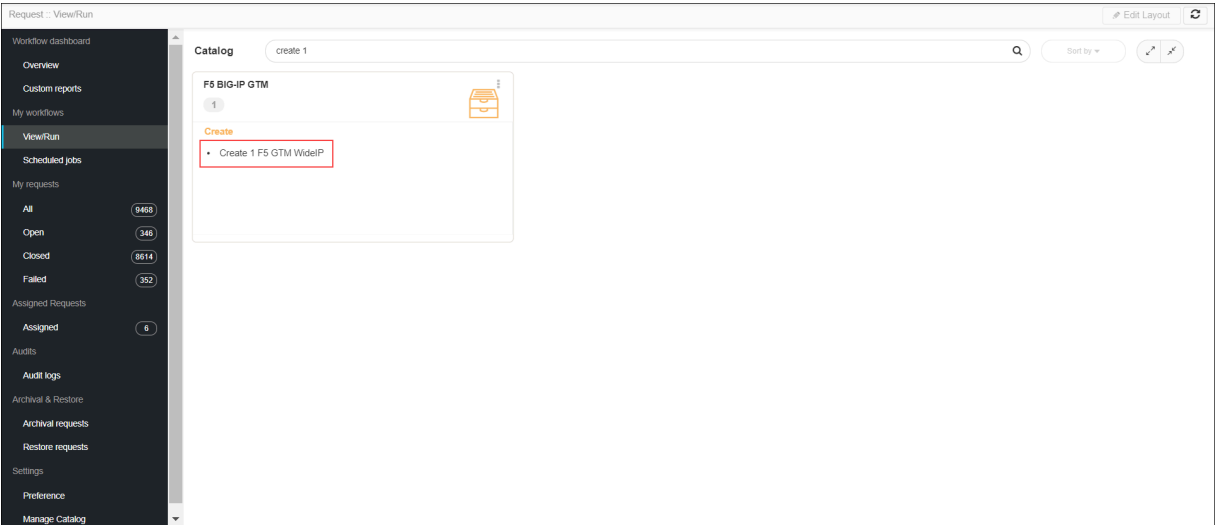 Request :: View/Run
Edit Layout
Workflow dashboard
Overview
Custom reports
My workflows
View/Run
Scheduled jobs
My requests
All 9468
Open 346
Closed 8614
Failed 352
Assigned Requests
Assigned 6
Audits
Audit logs
Archival & Restore
Archival requests
Restore requests
Settings
Preference
Manage Catalog
Catalog
create 1
Sort by
F5 BIG-IP GTM
1
Create
• Create 1 F5 GTM WideIP